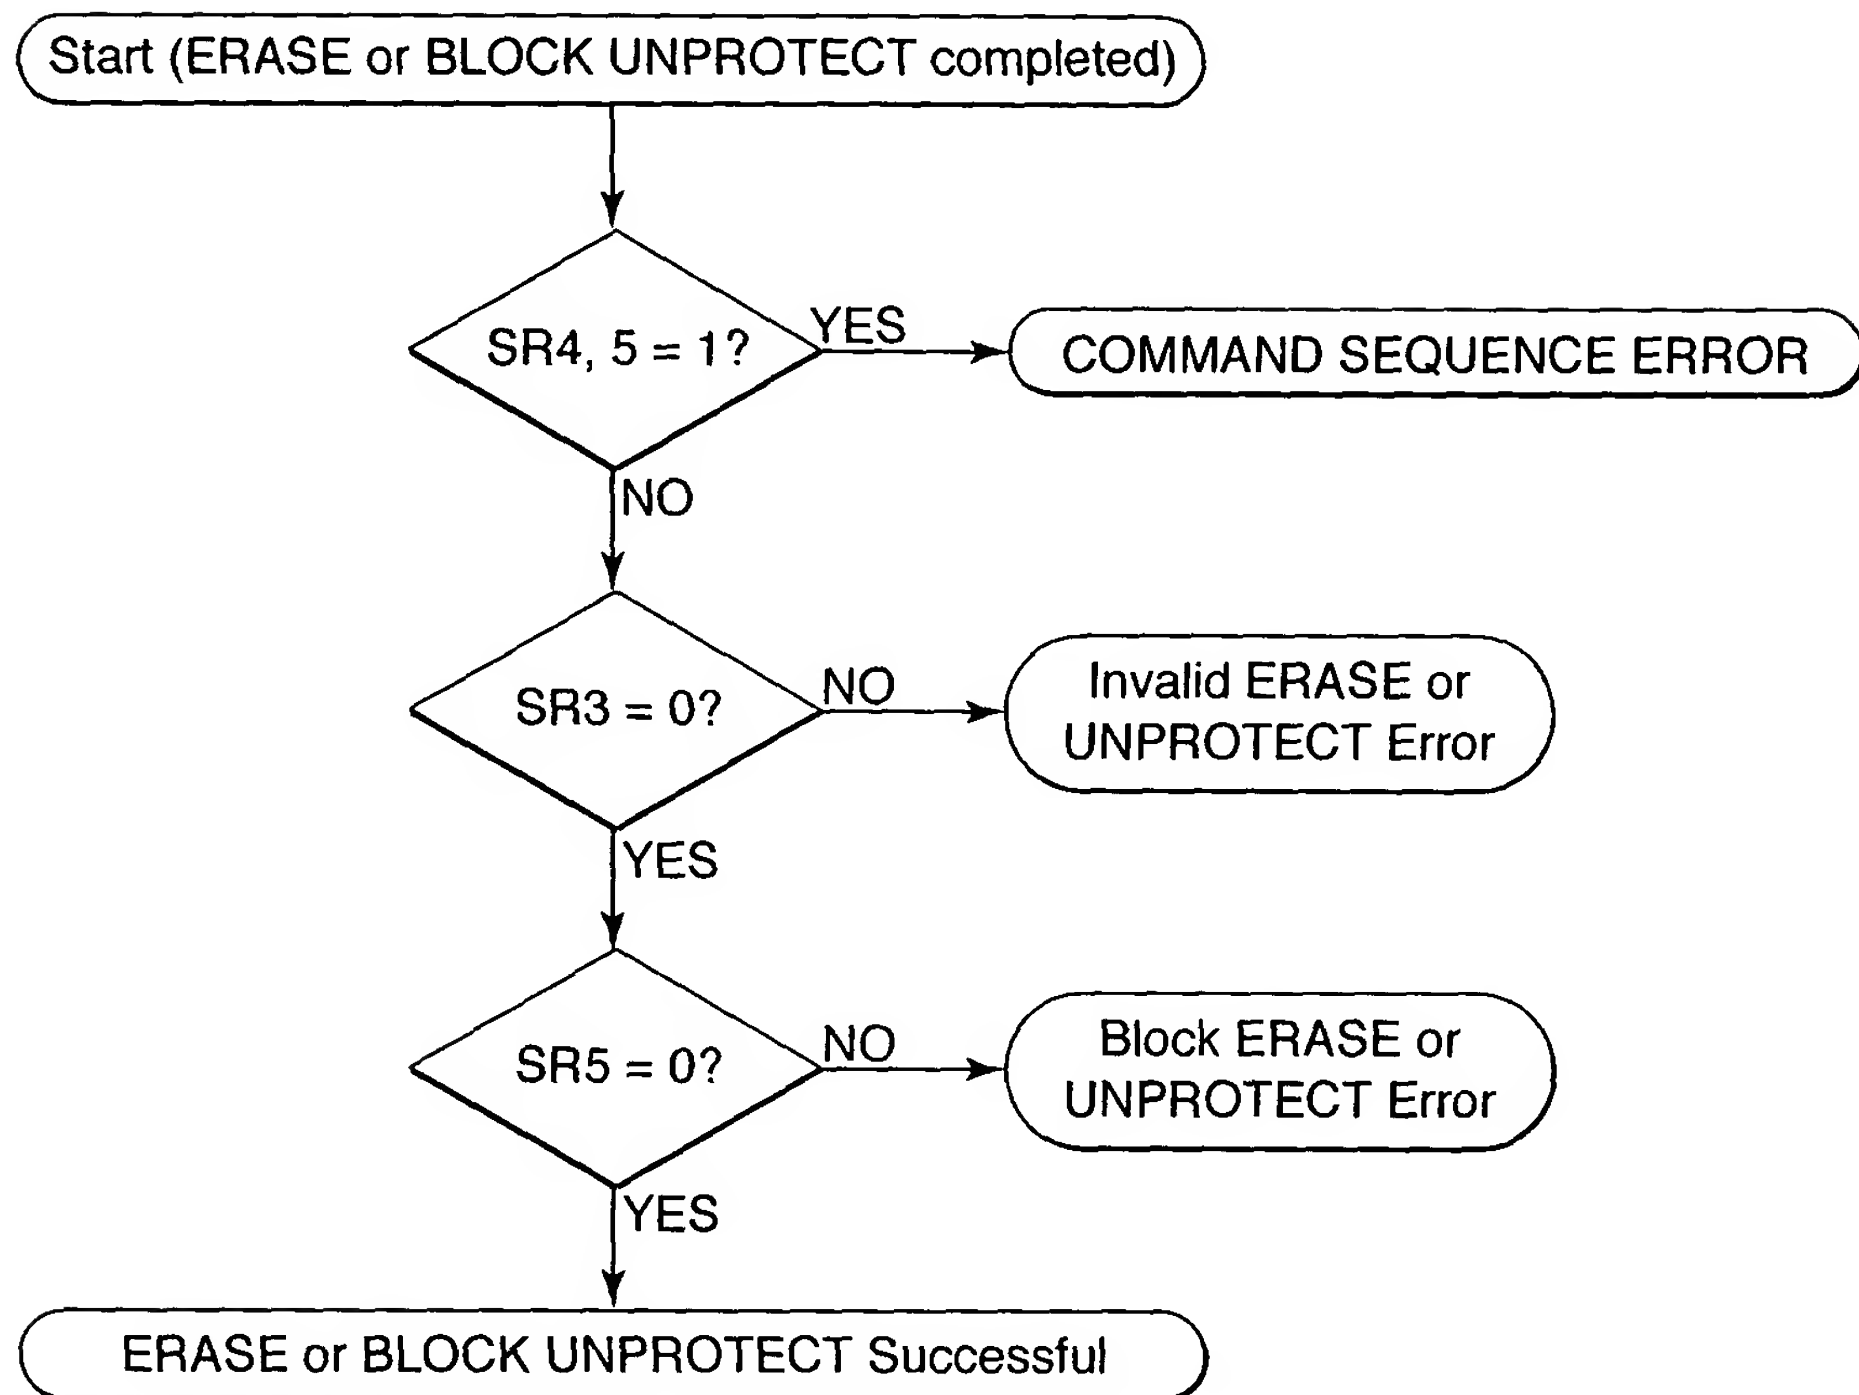 Start (ERASE or BLOCK UNPROTECT completed)
SR4, 5 = 1?
YES
COMMAND SEQUENCE ERROR
NO
SR3 = 0?
NO
Invalid ERASE or
UNPROTECT Error
YES
SR5 = 0?
NO
Block ERASE or
UNPROTECT Error
YES
ERASE or BLOCK UNPROTECT Successful